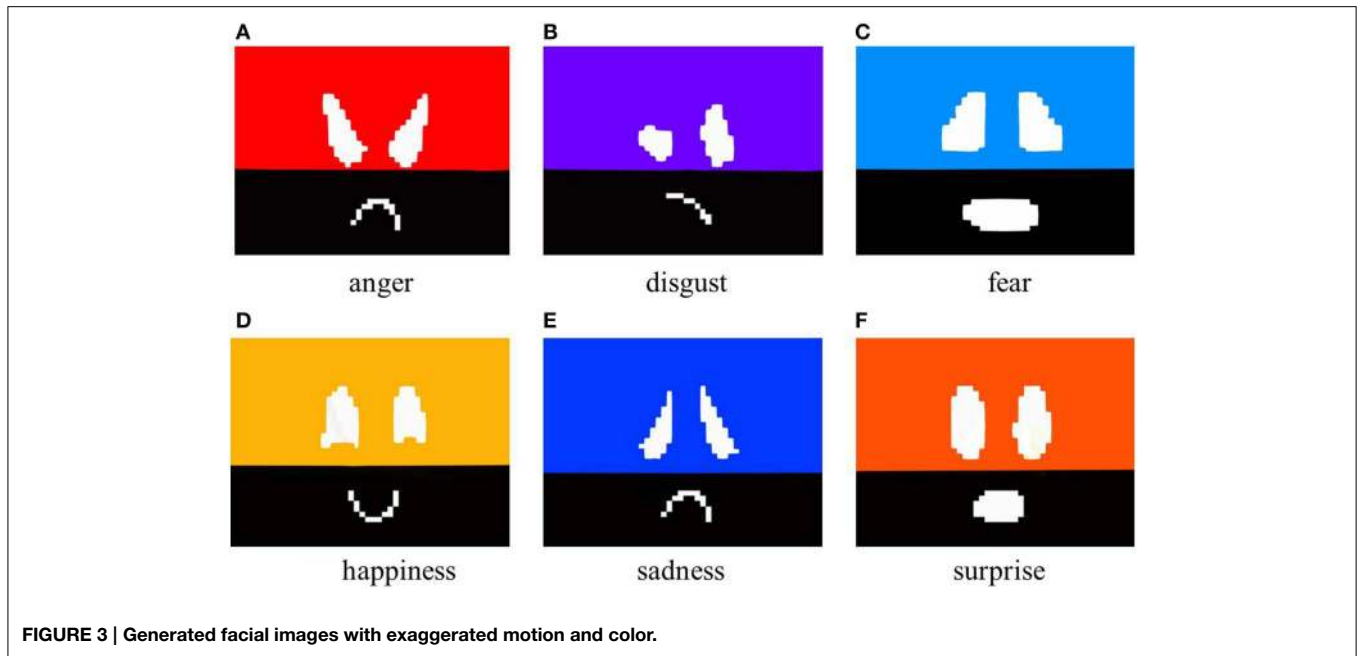 A
B
C
anger
disgust
fear
D
E
F
happiness
sadness
surprise
FIGURE 3 | Generated facial images with exaggerated motion and color.